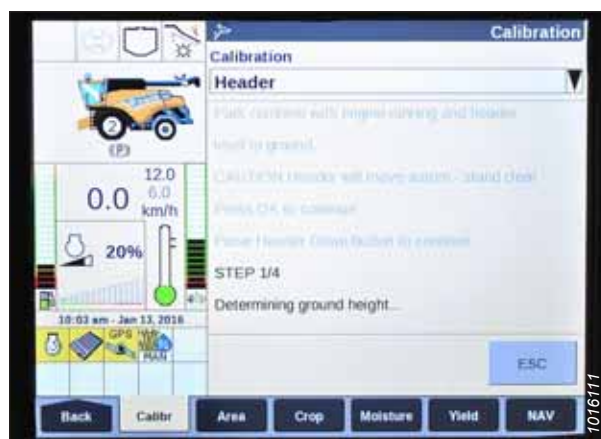 Calibration
Calibration
Header
Park combine with engine running and header
level to ground.
CAUTION Header will move autom.- stand clear !
Press OK to continue
Press Header Down button to continue
STEP 1/4
Determining ground height...
2
(P)
12.0
0.0
6.0
km/h
20%
10:03 am - Jan 13, 2016
GPS
MAN
ESC
Back
Calibr
Area
Crop
Moisture
Yield
NAV
1016111